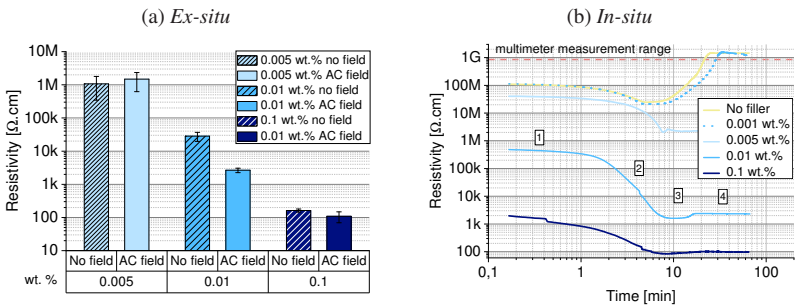 (a) Ex-situ
10M
1M
100k
10k
1k
100
10
Resistivity [Ω.cm]
0.005 wt.% no field
0.005 wt.% AC field
0.01 wt.% no field
0.01 wt.% AC field
0.1 wt.% no field
0.01 wt.% AC field
No field AC field No field AC field No field AC field
wt. % 0.005 0.01 0.1
(b) In-situ
multimeter measurement range
1G
100M
10M
1M
100k
10k
1k
100
Resistivity [Ω.cm]
1
2
3
4
No filler
0.001 wt.%
0.005 wt.%
0.01 wt.%
0.1 wt.%
0,1 1 10 100
Time [min]